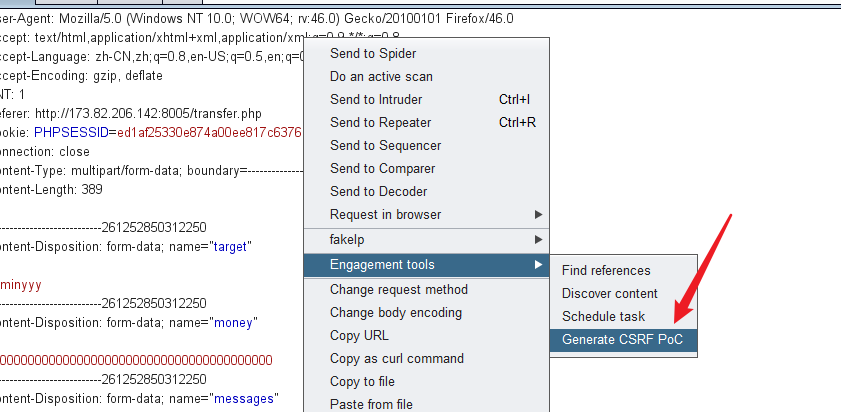 ser-Agent: Mozilla/5.0 (Windows NT 10.0; WOW64; rv:46.0) Gecko/20100101 Firefox/46.0
ccept: text/html,application/xhtml+xml,application/xml;q=0.9,*/*;q=0.8
ccept-Language: zh-CN,zh;q=0.8,en-US;q=0.5,en;q=0
ccept-Encoding: gzip, deflate
NT: 1
eferer: http://173.82.206.142:8005/transfer.php
ookie: PHPSESSID=ed1af25330e874a00ee817c6376
onnection: close
ontent-Type: multipart/form-data; boundary=---------------
ontent-Length: 389
---------------------------261252850312250
ontent-Disposition: form-data; name="target"
minyyy
---------------------------261252850312250
ontent-Disposition: form-data; name="money"
---------------------------261252850312250
ontent-Disposition: form-data; name="messages"
Send to Spider
Do an active scan
Send to Intruder Ctrl+I
Send to Repeater Ctrl+R
Send to Sequencer
Send to Comparer
Send to Decoder
Request in browser
fakeIp
Engagement tools
Change request method
Change body encoding
Copy URL
Copy as curl command
Copy to file
Paste from file
Find references
Discover content
Schedule task
Generate CSRF PoC